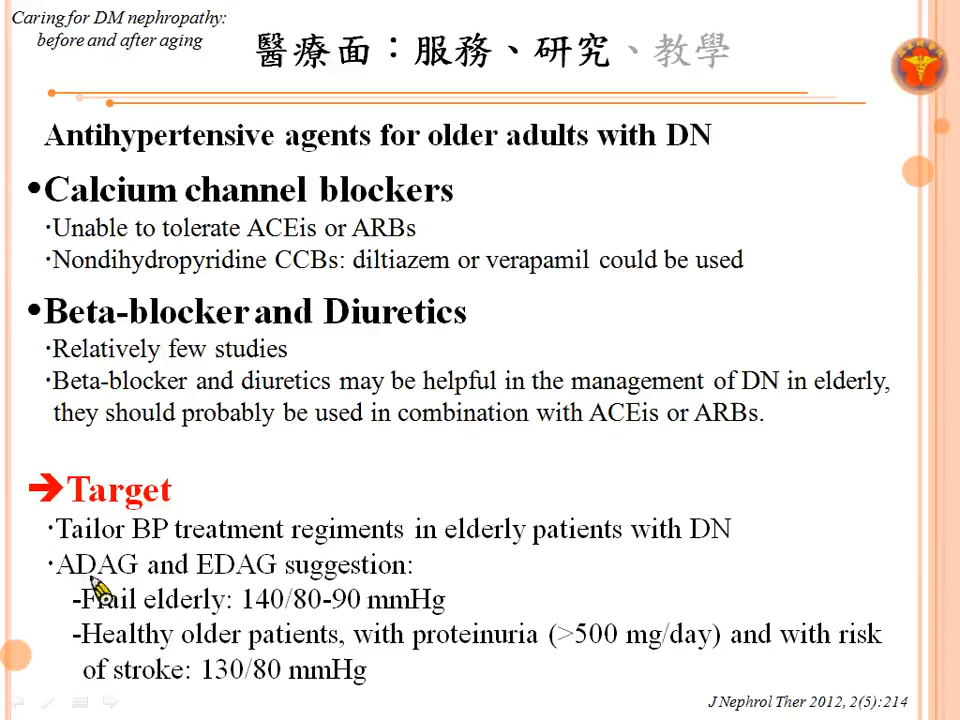 Caring for DM nephropathy:
before and after aging
醫療面：服務、研究、教學
Antihypertensive agents for older adults with DN
•Calcium channel blockers
·Unable to tolerate ACEis or ARBs
·Nondihydropyridine CCBs: diltiazem or verapamil could be used
•Beta-blocker and Diuretics
·Relatively few studies
·Beta-blocker and diuretics may be helpful in the management of DN in elderly,
they should probably be used in combination with ACEis or ARBs.
➔Target
·Tailor BP treatment regiments in elderly patients with DN
·ADAG and EDAG suggestion:
-Frail elderly: 140/80-90 mmHg
-Healthy older patients, with proteinuria (>500 mg/day) and with risk
of stroke: 130/80 mmHg
J Nephrol Ther 2012, 2(5):214